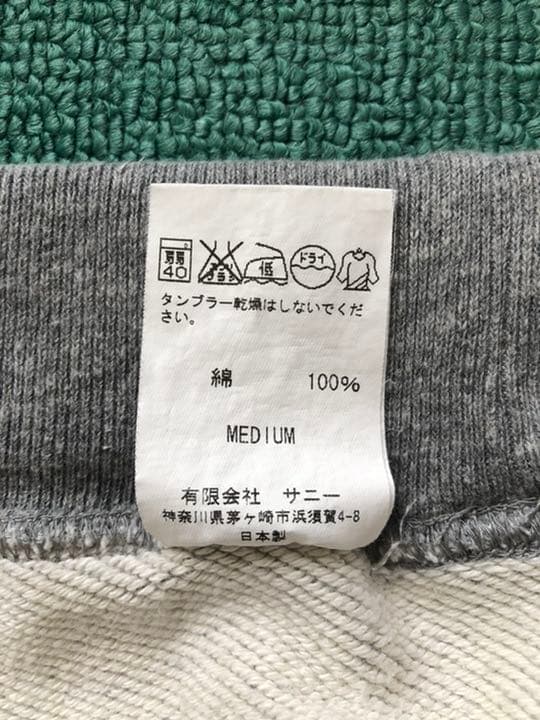 40 低 ドライ
タンブラー乾燥はしないでくだ
さい。
綿 100%
MEDIUM
有限会社 サニー
神奈川県茅ヶ崎市浜須賀4-8
日本製